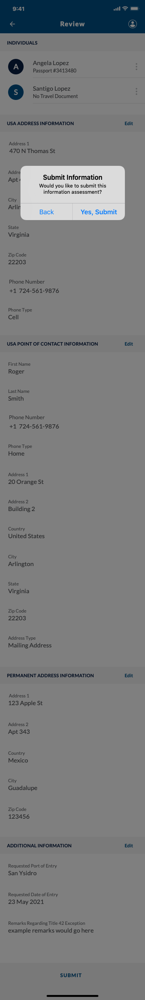 9:41
Review
INDIVIDUALS
A
Angela Lopez
Passport #3413480
S
Santigo Lopez
No Travel Document
USA ADDRESS INFORMATION Edit
Address 1
470 N Thomas St
Addre
Apt 4
Submit Information
Would you like to submit this
information assessment?
Back Yes, Submit
City
Arlin
State
Virginia
Zip Code
22203
Phone Number
+1 724-561-9876
Phone Type
Cell
USA POINT OF CONTACT INFORMATION Edit
First Name
Roger
Last Name
Smith
Phone Number
+1 724-561-9876
Phone Type
Home
Address 1
20 Orange St
Address 2
Building 2
Country
United States
City
Arlington
State
Virginia
Zip Code
22203
Address Type
Mailing Address
PERMANENT ADDRESS INFORMATION Edit
Address 1
123 Apple St
Address 2
Apt 343
Country
Mexico
City
Guadalupe
Zip Code
123456
ADDITIONAL INFORMATION Edit
Requested Port of Entry
San Ysidro
Requested Date of Entry
23 May 2021
Remarks Regarding Title 42 Exception
example remarks would go here
SUBMIT